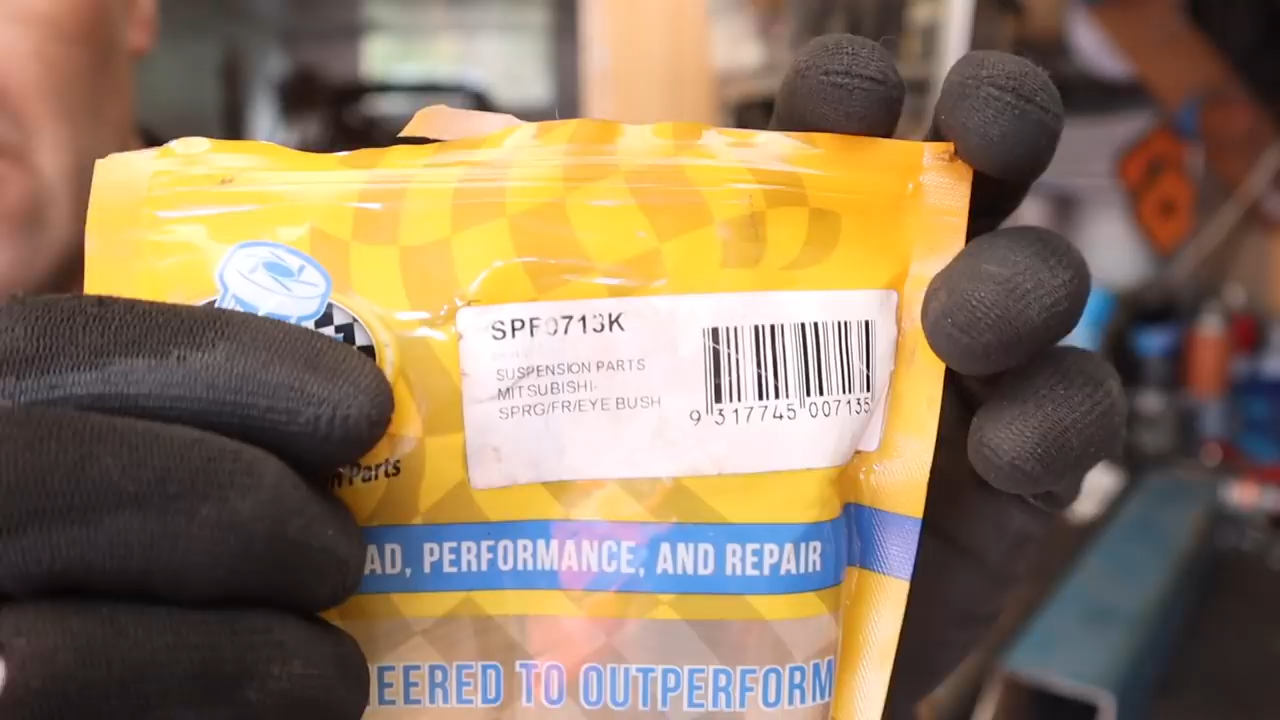 SPF0713K
SUSPENSION PARTS
MITSUBISHI-
SPRG/FR/EYE BUSH
9 317745 007135
Parts
AD, PERFORMANCE, AND REPAIR
EERED TO OUTPERFORM